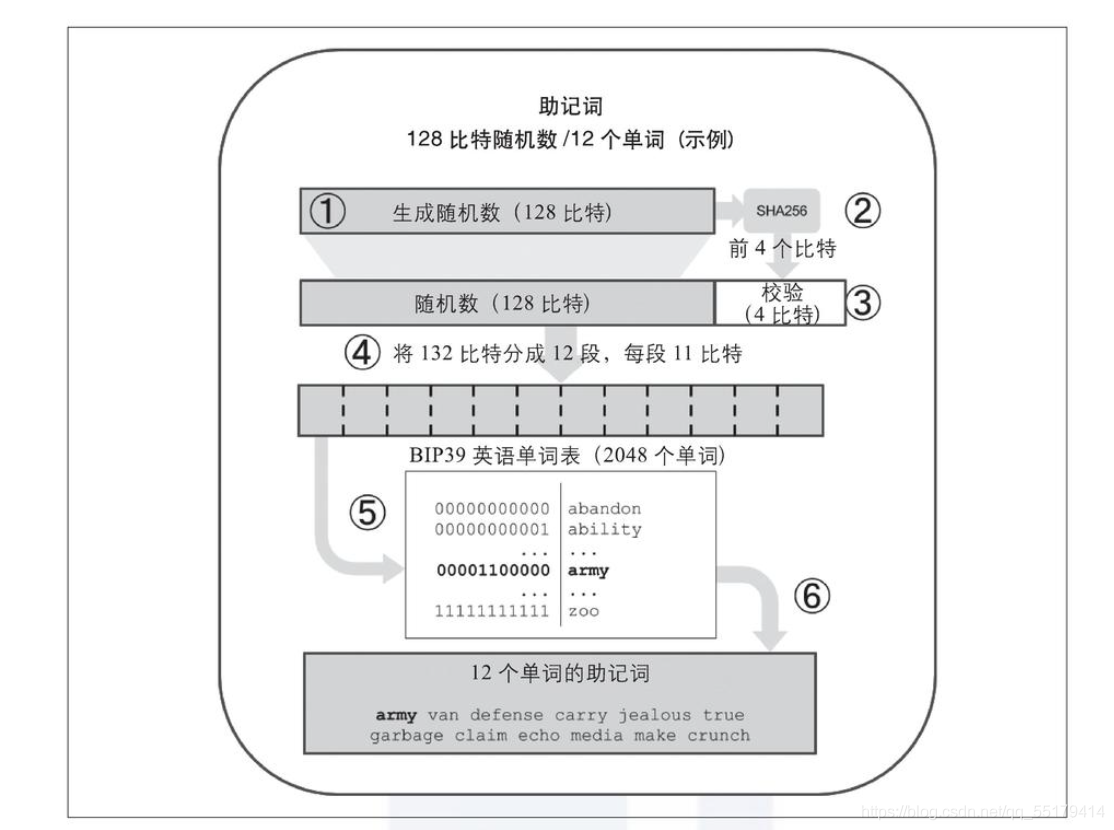 助记词
128 比特随机数 /12 个单词 (示例)
① 生成随机数（128 比特） SHA256 ②
前 4 个比特
随机数（128 比特） 校验 ③
(4 比特)
④ 将 132 比特分成 12 段，每段 11 比特
BIP39 英语单词表（2048 个单词）
⑤
00000000000 abandon
00000000001 ability
... ...
00001100000 army
... ...
11111111111 zoo
⑥
12 个单词的助记词
army van defense carry jealous true
garbage claim echo media make crunch
https://blog.csdn.net/qq_55179414